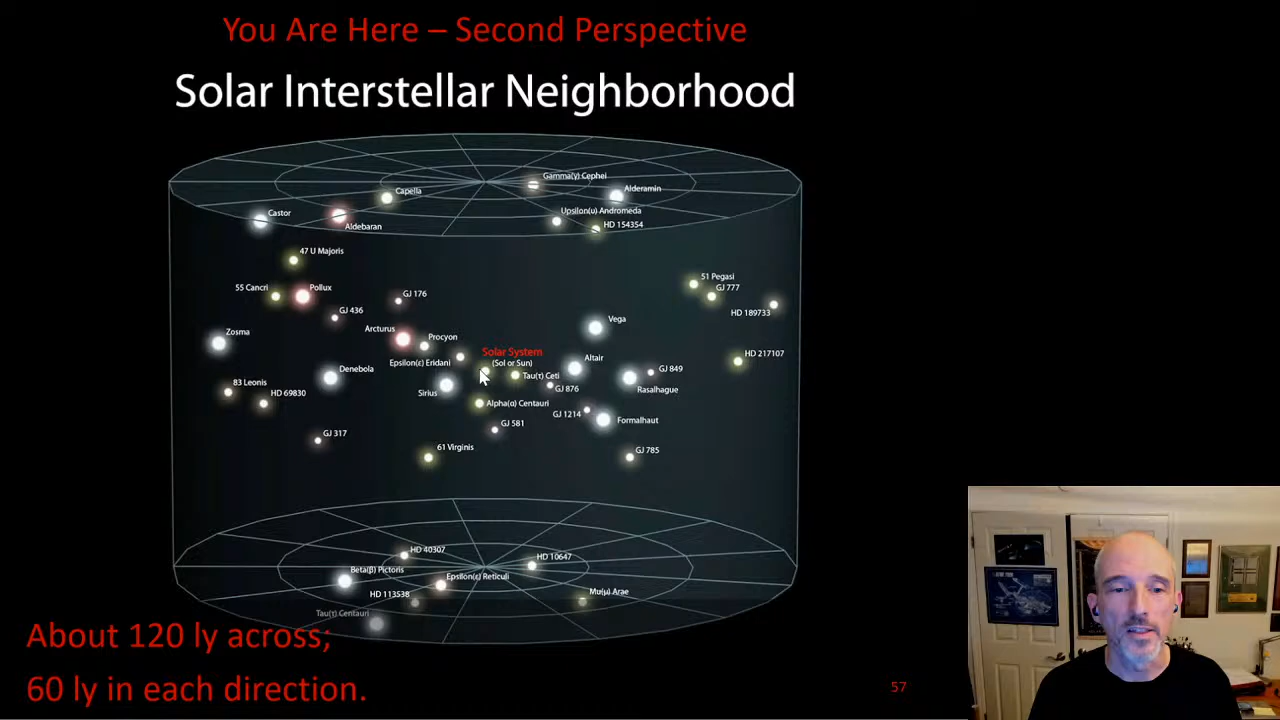 You Are Here – Second Perspective
Solar Interstellar Neighborhood
Gamma(γ) Cephei
Capella
Alderamin
Castor
Upsilon(υ) Andromeda
Aldebaran
HD 154354
47 U Majoris
51 Pegasi
55 Cancri
Pollux
GJ 777
GJ 176
GJ 436
HD 189733
Vega
Arcturus
Zosma
Procyon
Solar System
HD 217107
Epsilon(ε) Eridani
(Sol or Sun)
Altair
Denebola
GJ 849
Tau(τ) Ceti
83 Leonis
GJ 876
Rasalhague
HD 69830
Sirius
Alpha(α) Centauri
GJ 1214
Formalhaut
GJ 581
GJ 317
61 Virginis
GJ 785
HD 40307
HD 10647
Beta(β) Pictoris
Epsilon(ε) Reticuli
HD 113538
Mu(μ) Arae
Tau(τ) Centauri
About 120 ly across;
60 ly in each direction.
57